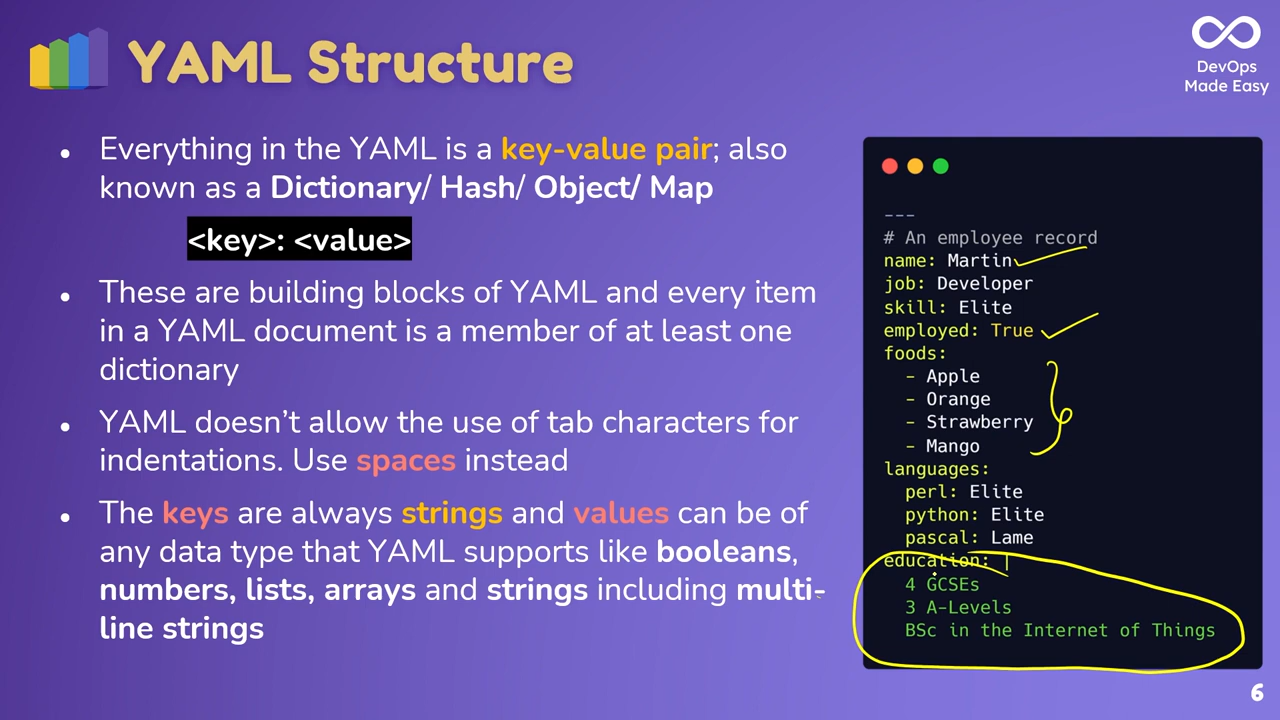 YAML Structure
DevOps
Made Easy
• Everything in the YAML is a key-value pair; also
known as a Dictionary/ Hash/ Object/ Map
<key>: <value>
• These are building blocks of YAML and every item
in a YAML document is a member of at least one
dictionary
• YAML doesn’t allow the use of tab characters for
indentations. Use spaces instead
• The keys are always strings and values can be of
any data type that YAML supports like booleans,
numbers, lists, arrays and strings including multi-
line strings
---
# An employee record
name: Martin
job: Developer
skill: Elite
employed: True
foods:
  - Apple
  - Orange
  - Strawberry
  - Mango
languages:
  perl: Elite
  python: Elite
  pascal: Lame
education: |
  4 GCSEs
  3 A-Levels
  BSc in the Internet of Things
6